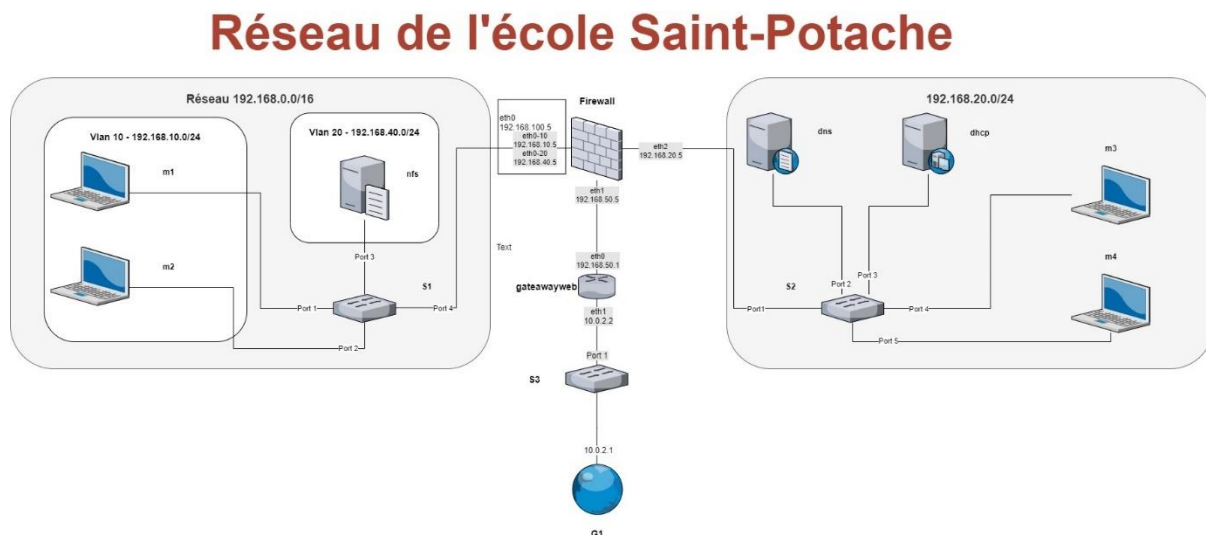 Réseau de l'école Saint-Potache
Réseau 192.168.0.0/16
Vlan 10 - 192.168.10.0/24
m1
m2
Vlan 20 - 192.168.40.0/24
nfs
Port 3
S1
Port 1
Port 4
Port 2
eth0
192.168.100.5
eth0-10
192.168.10.5
eth0-20
192.168.40.5
Firewall
eth2
192.168.20.5
eth1
192.168.50.5
Text
eth0
192.168.50.1
gateawayweb
eth1
10.0.2.2
Port 1
S3
10.0.2.1
G1
192.168.20.0/24
dns
dhcp
m3
m4
S2
Port 3
Port 2
Port1
Port 4
Port 5